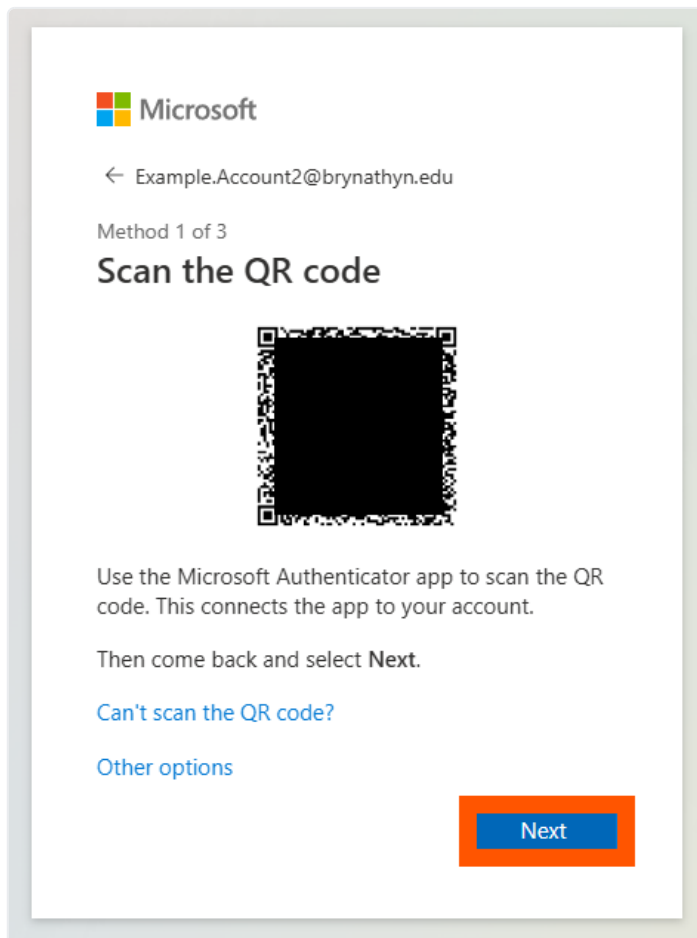 Microsoft
← Example.Account2@brynathyn.edu
Method 1 of 3
Scan the QR code
Use the Microsoft Authenticator app to scan the QR
code. This connects the app to your account.
Then come back and select Next.
Can't scan the QR code?
Other options
Next